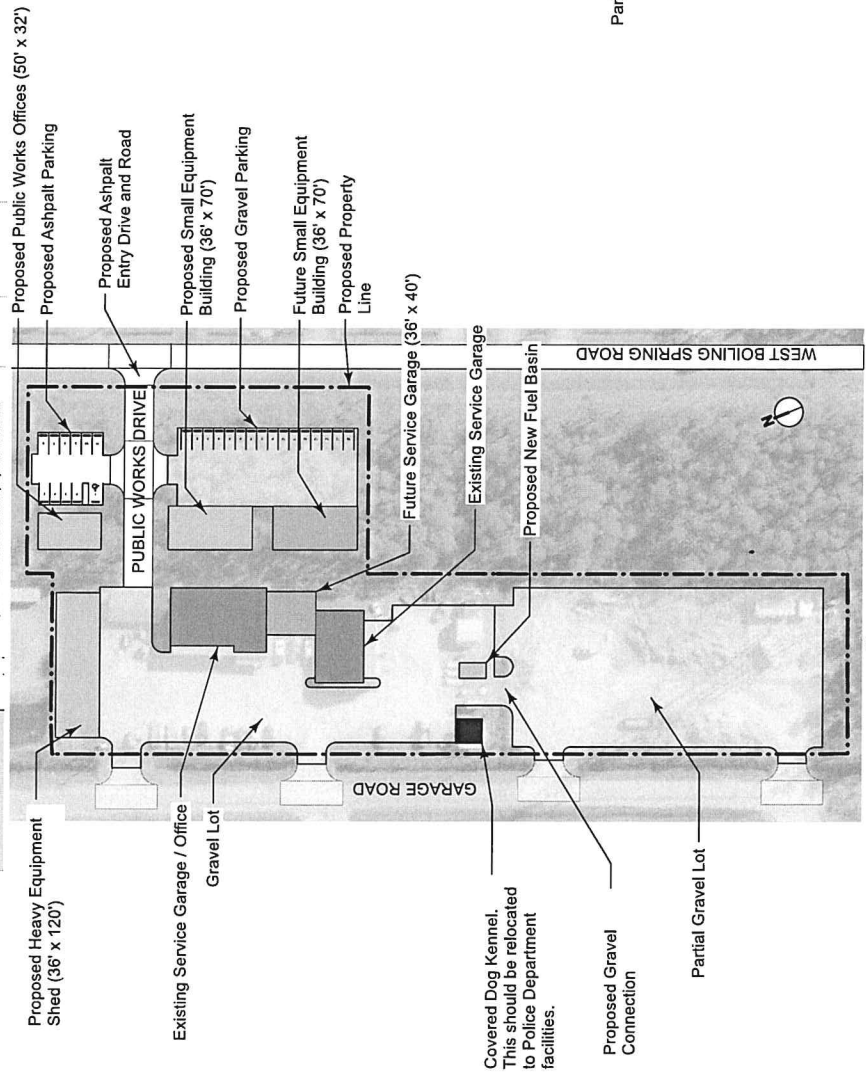 Proposed Public Works Offices (50' x 32')
Proposed Ashpalt Parking
Proposed Ashpalt
Entry Drive and Road
Proposed Small Equipment
Building (36' x 70')
Proposed Gravel Parking
Future Small Equipment
Building (36' x 70')
Proposed Property
Line
Future Service Garage (36' x 40')
Existing Service Garage
Proposed New Fuel Basin
PUBLIC WORKS DRIVE
WEST BOILING SPRING ROAD
N
GARAGE ROAD
Proposed Heavy Equipment
Shed (36' x 120')
Existing Service Garage / Office
Gravel Lot
Covered Dog Kennel.
This should be relocated
to Police Department
facilities.
Proposed Gravel
Connection
Partial Gravel Lot